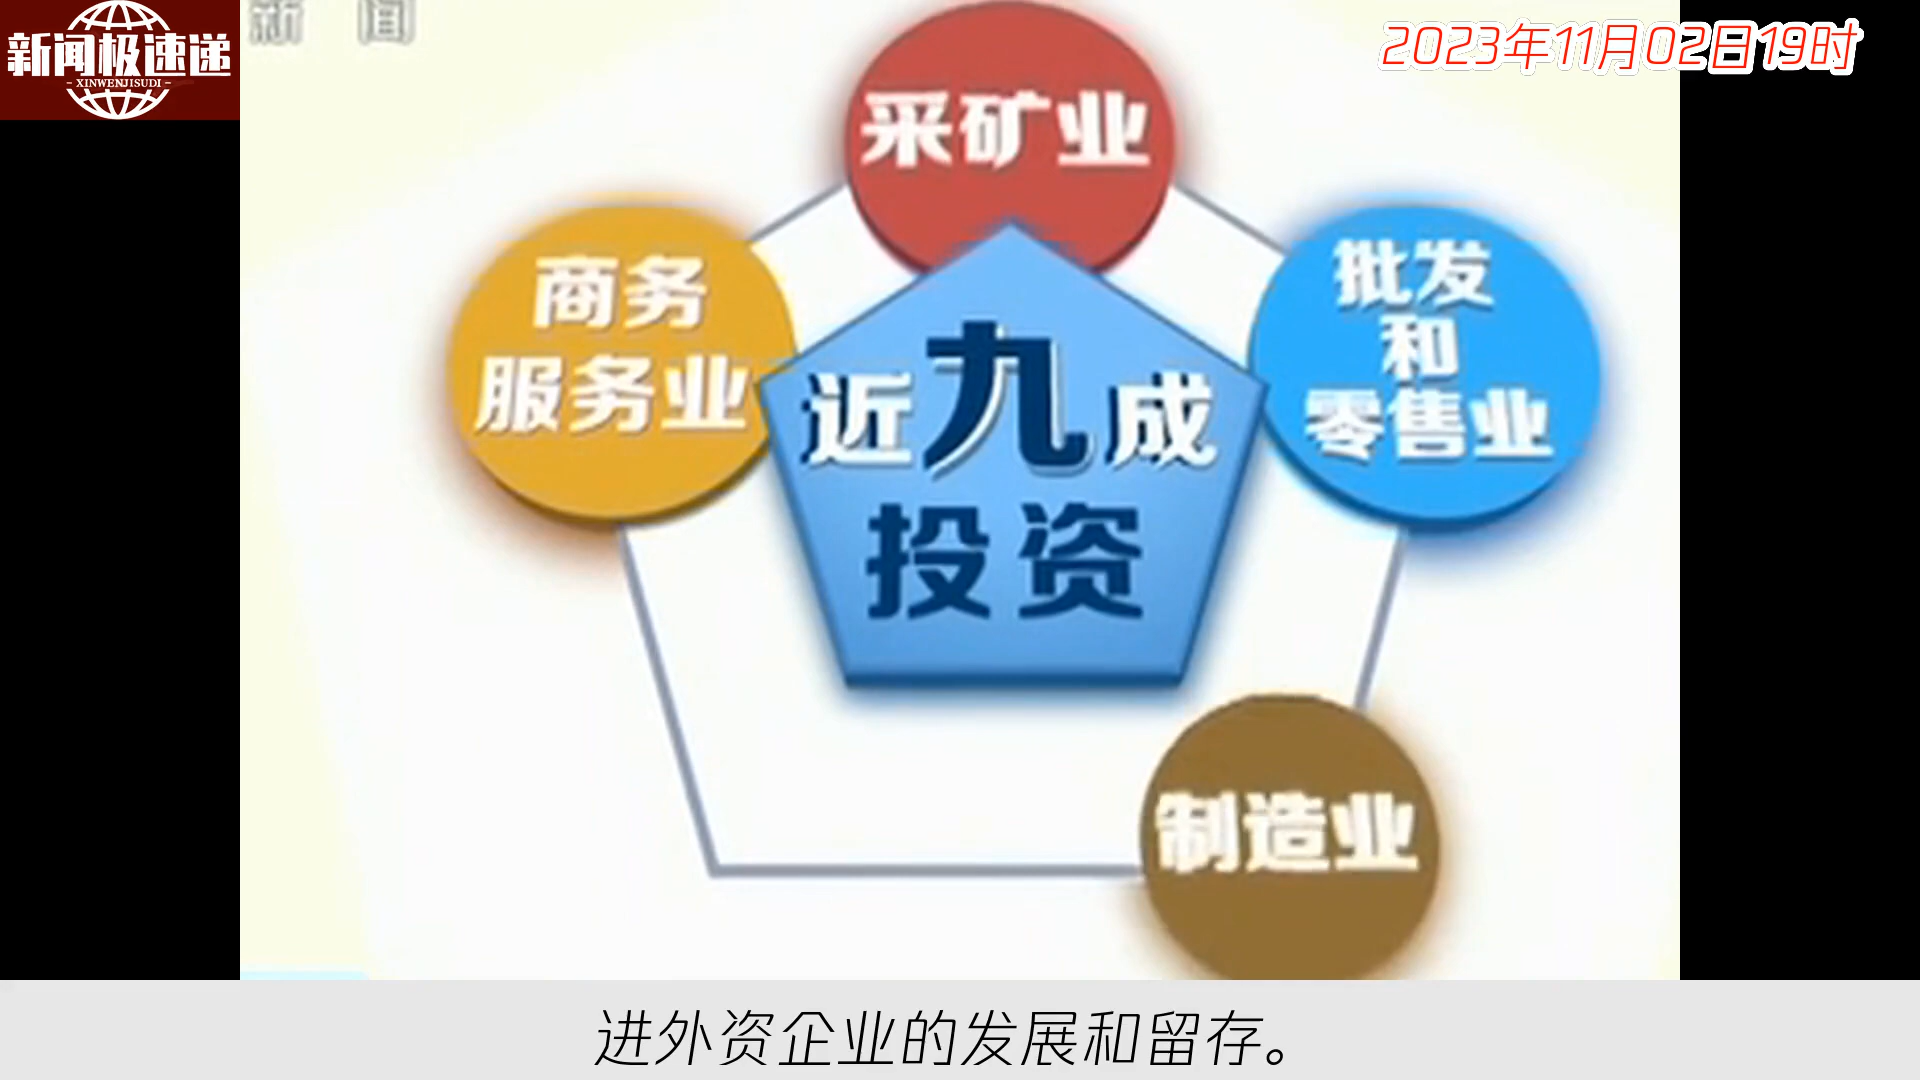 新闻极速递
-XINWENJISUDI-
新 闻
2023年11月02日19时
采矿业
商务
服务业
批发
和
零售业
近九成
投资
制造业
进外资企业的发展和留存。